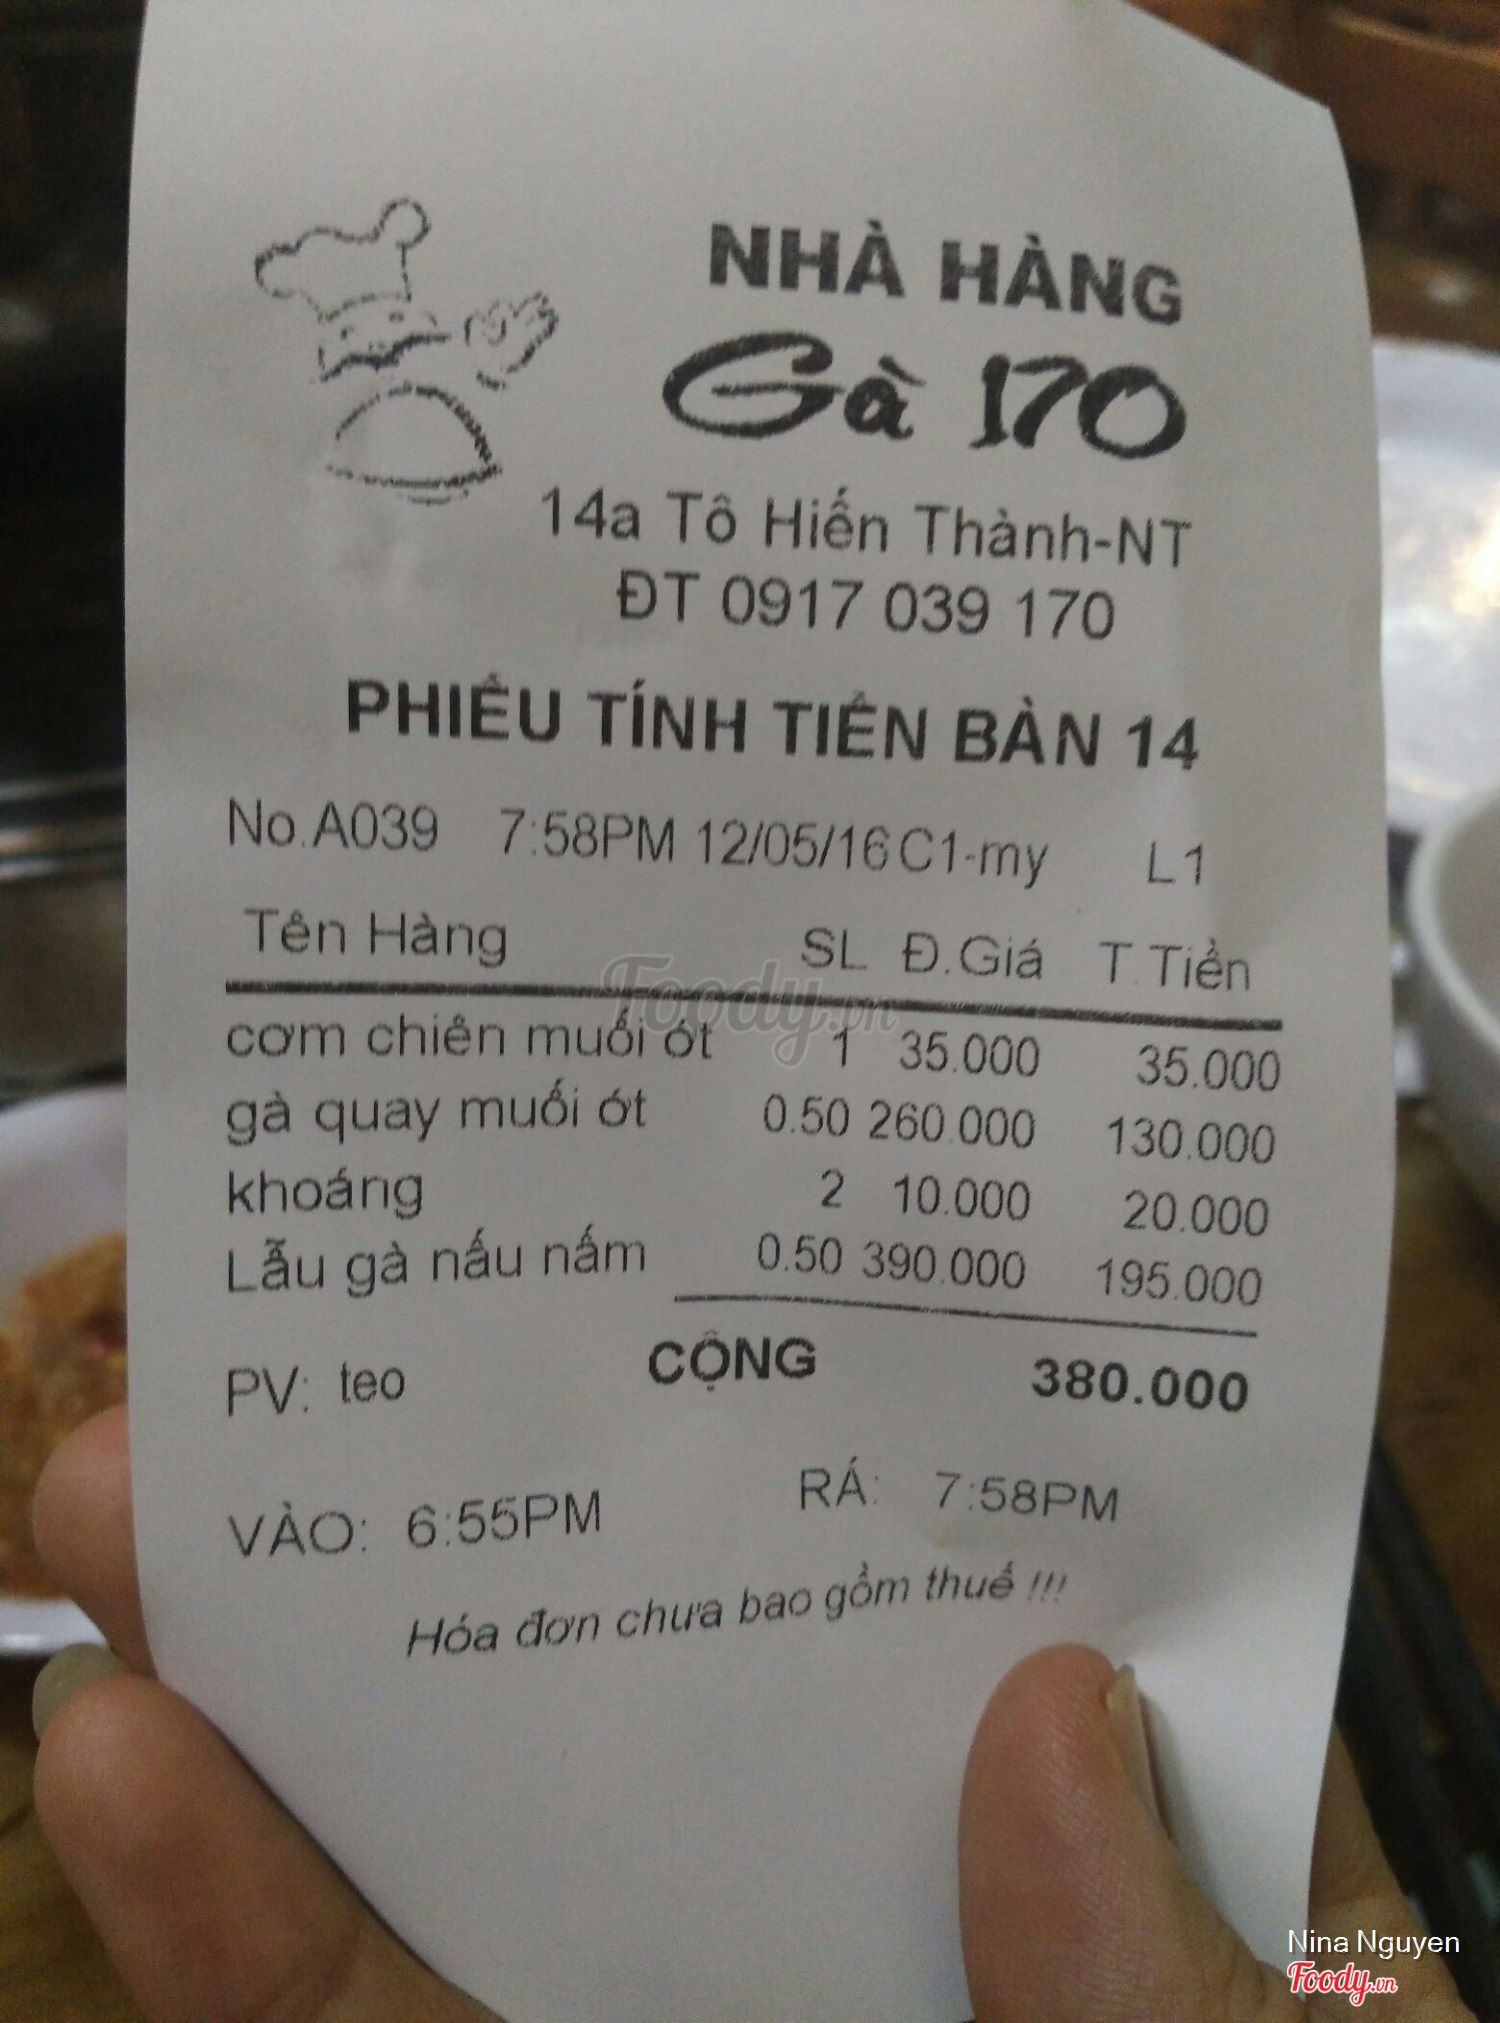 NHÀ HÀNG
Gà 170
14a Tô Hiến Thành-NT
ĐT 0917 039 170
PHIẾU TÍNH TIỀN BÀN 14
No.A039 7:58PM 12/05/16 C1-my L1
Tên Hàng SL Đ.Giá T.Tiền
cơm chiên muối ớt 1 35.000 35.000
gà quay muối ớt 0.50 260.000 130.000
khoáng 2 10.000 20.000
Lẫu gà nấu nấm 0.50 390.000 195.000
PV: teo CỘNG 380.000
VÀO: 6:55PM RÁ: 7:58PM
Hóa đơn chưa bao gồm thuế !!!
Foody.vn
Nina Nguyen
Foody.vn